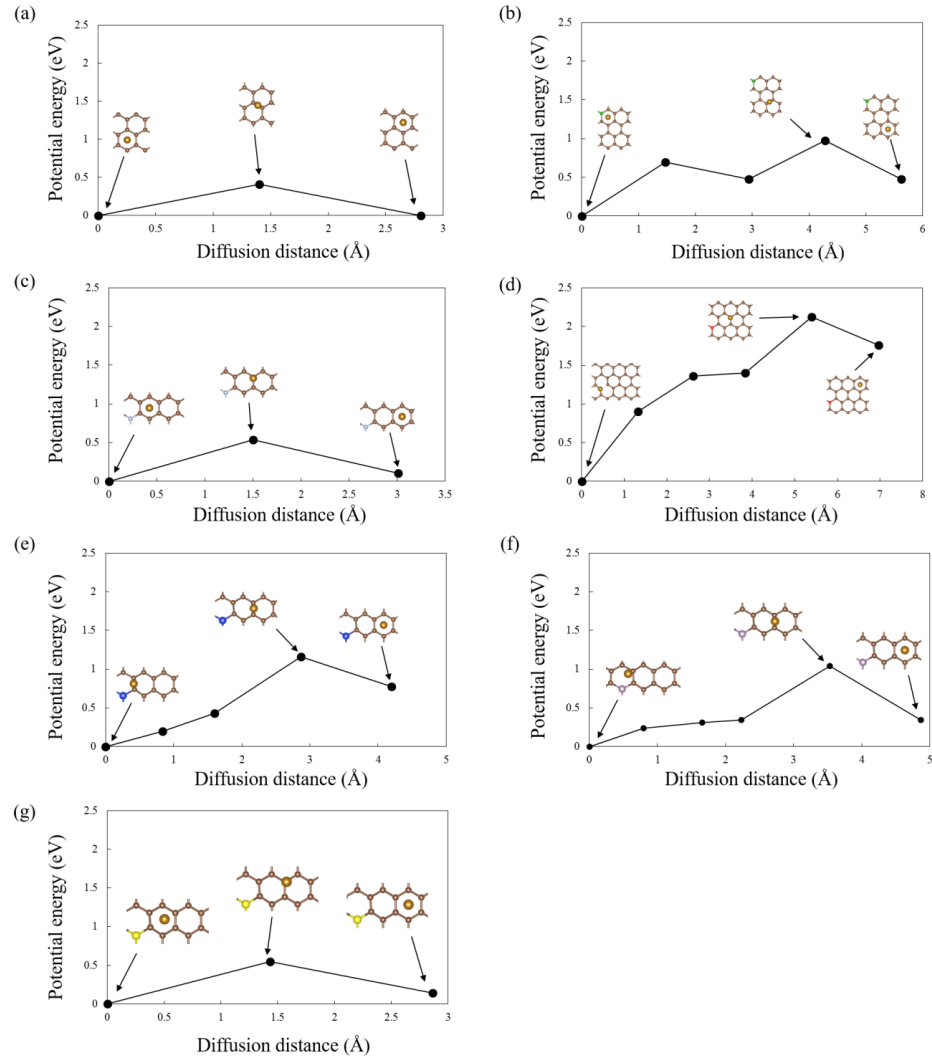 (a)
Potential energy (eV)
2.5
2
1.5
1
0.5
0
0 0.5 1 1.5 2 2.5 3
Diffusion distance (Å)
(b)
Potential energy (eV)
2.5
2
1.5
1
0.5
0
0 1 2 3 4 5 6
Diffusion distance (Å)
(c)
Potential energy (eV)
2.5
2
1.5
1
0.5
0
0 0.5 1 1.5 2 2.5 3 3.5
Diffusion distance (Å)
(d)
Potential energy (eV)
2.5
2
1.5
1
0.5
0
0 1 2 3 4 5 6 7 8
Diffusion distance (Å)
(e)
Potential energy (eV)
2.5
2
1.5
1
0.5
0
0 1 2 3 4 5
Diffusion distance (Å)
(f)
Potential energy (eV)
2.5
2
1.5
1
0.5
0
0 1 2 3 4 5
Diffusion distance (Å)
(g)
Potential energy (eV)
2.5
2
1.5
1
0.5
0
0 0.5 1 1.5 2 2.5 3
Diffusion distance (Å)